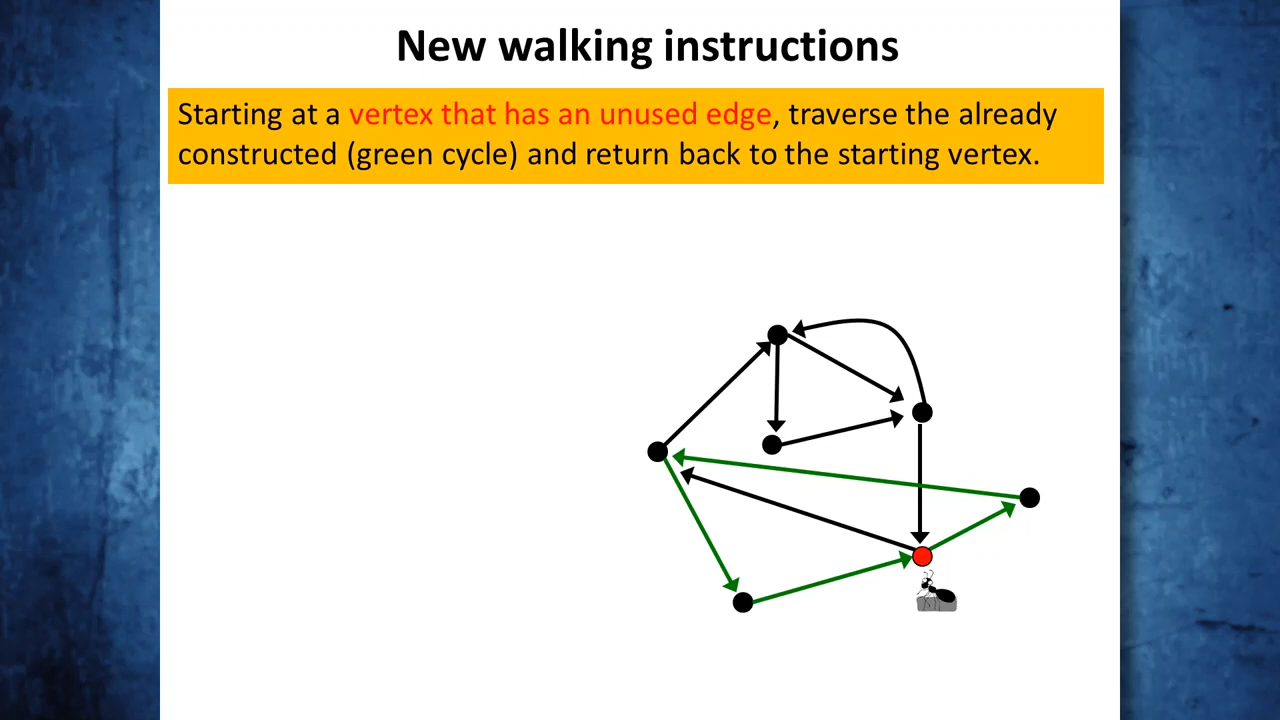 New walking instructions
Starting at a vertex that has an unused edge, traverse the already
constructed (green cycle) and return back to the starting vertex.